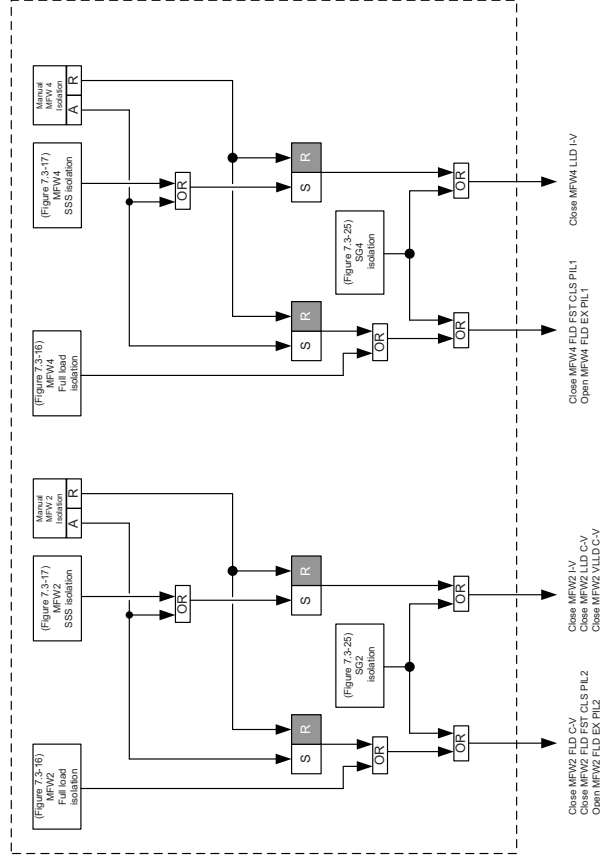 (Figure 7.3-16)
MFW2
Full load
isolation
(Figure 7.3-17)
MFW2
SSS isolation
Manual
MFW 2
Isolation
A
R
OR
S
R
S
R
(Figure 7.3-25)
SG2
isolation
OR
OR
OR
Close MFW2 FLD C-V
Close MFW2 FLD FST CLS PIL2
Open MFW2 FLD EX PIL2
Close MFW2 I-V
Close MFW2 LLD C-V
Close MFW2 VLLD C-V
(Figure 7.3-16)
MFW4
Full load
isolation
(Figure 7.3-17)
MFW4
SSS isolation
Manual
MFW 4
Isolation
A
R
OR
S
R
S
R
(Figure 7.3-25)
SG4
isolation
OR
OR
OR
Close MFW4 FLD FST CLS PIL1
Open MFW4 FLD EX PIL1
Close MFW4 LLD I-V